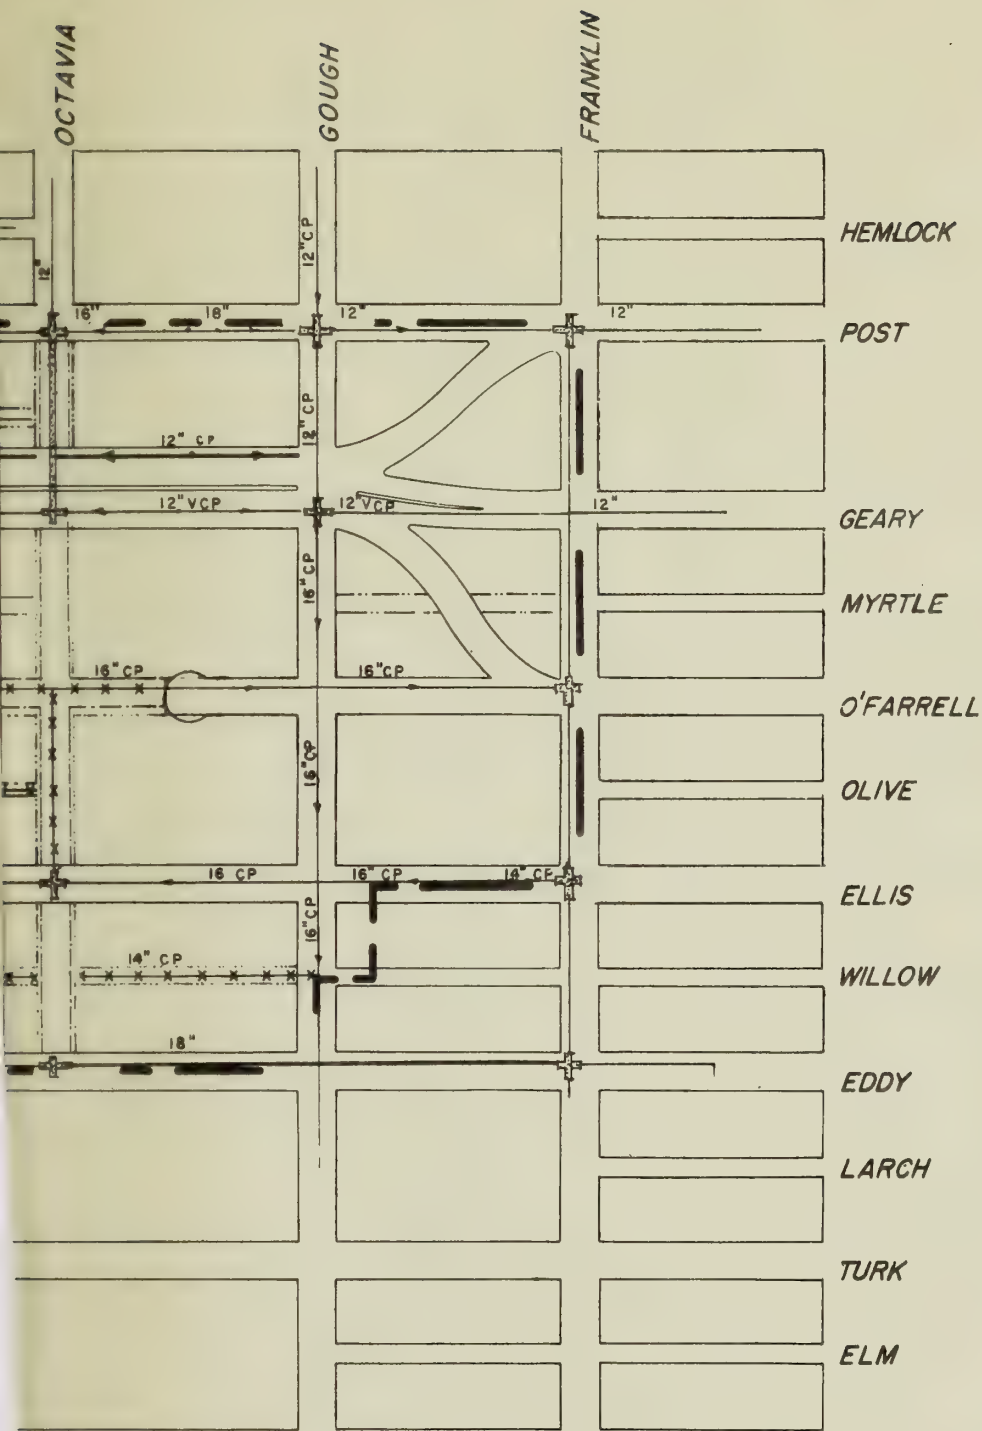 OCTAVIA
GOUGH
FRANKLIN
12" CP
HEMLOCK
12"
16"
18"
12"
12"
POST
12" CP
12" CP
12" VCP
12" VCP
12"
GEARY
16" CP
MYRTLE
16" CP
16" CP
O'FARRELL
16" CP
OLIVE
16 CP
16" CP
14" CP
ELLIS
16" CP
14" CP
WILLOW
18"
EDDY
LARCH
TURK
ELM